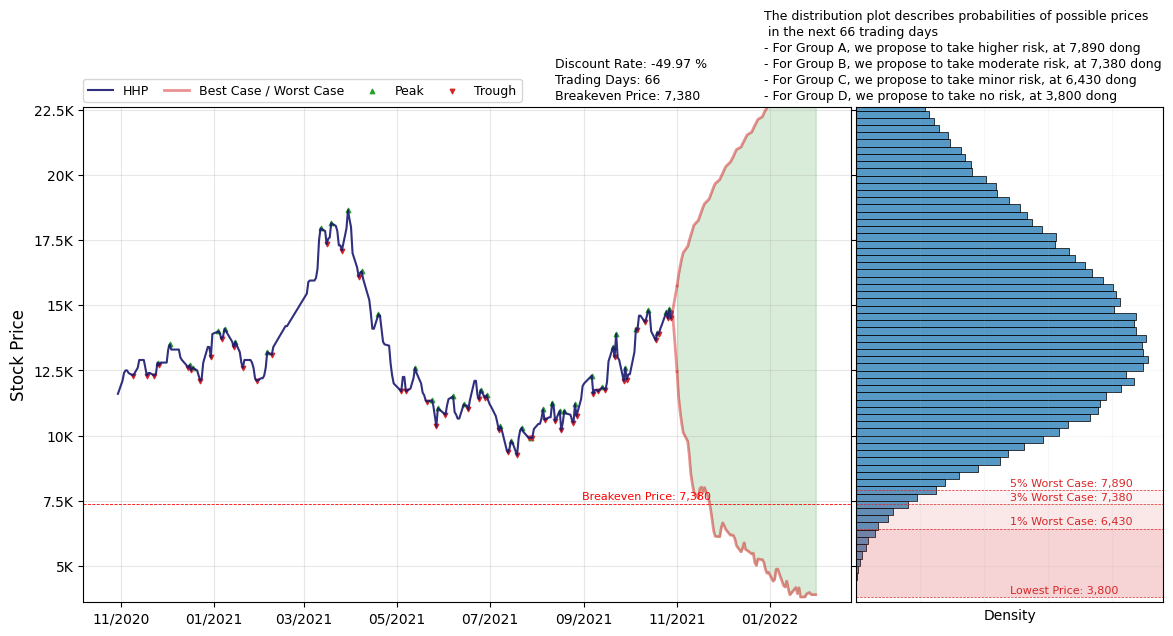 The distribution plot describes probabilities of possible prices
in the next 66 trading days
- For Group A, we propose to take higher risk, at 7,890 dong
- For Group B, we propose to take moderate risk, at 7,380 dong
- For Group C, we propose to take minor risk, at 6,430 dong
- For Group D, we propose to take no risk, at 3,800 dong
Discount Rate: -49.97 %
Trading Days: 66
Breakeven Price: 7,380
HHP
Best Case / Worst Case
Peak
Trough
Stock Price
22.5K
20K
17.5K
15K
12.5K
10K
7.5K
5K
Breakeven Price: 7,380
11/2020
01/2021
03/2021
05/2021
07/2021
09/2021
11/2021
01/2022
5% Worst Case: 7,890
3% Worst Case: 7,380
1% Worst Case: 6,430
Lowest Price: 3,800
Density